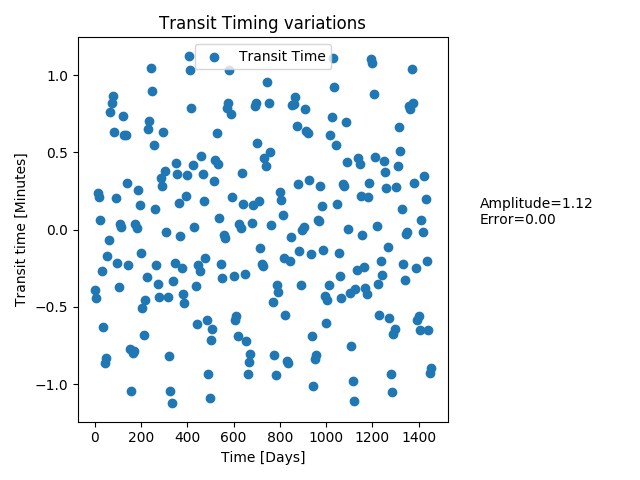 Transit Timing variations
Transit Time
Transit time [Minutes]
1.0
0.5
0.0
−0.5
−1.0
0 200 400 600 800 1000 1200 1400
Time [Days]
Amplitude=1.12
Error=0.00